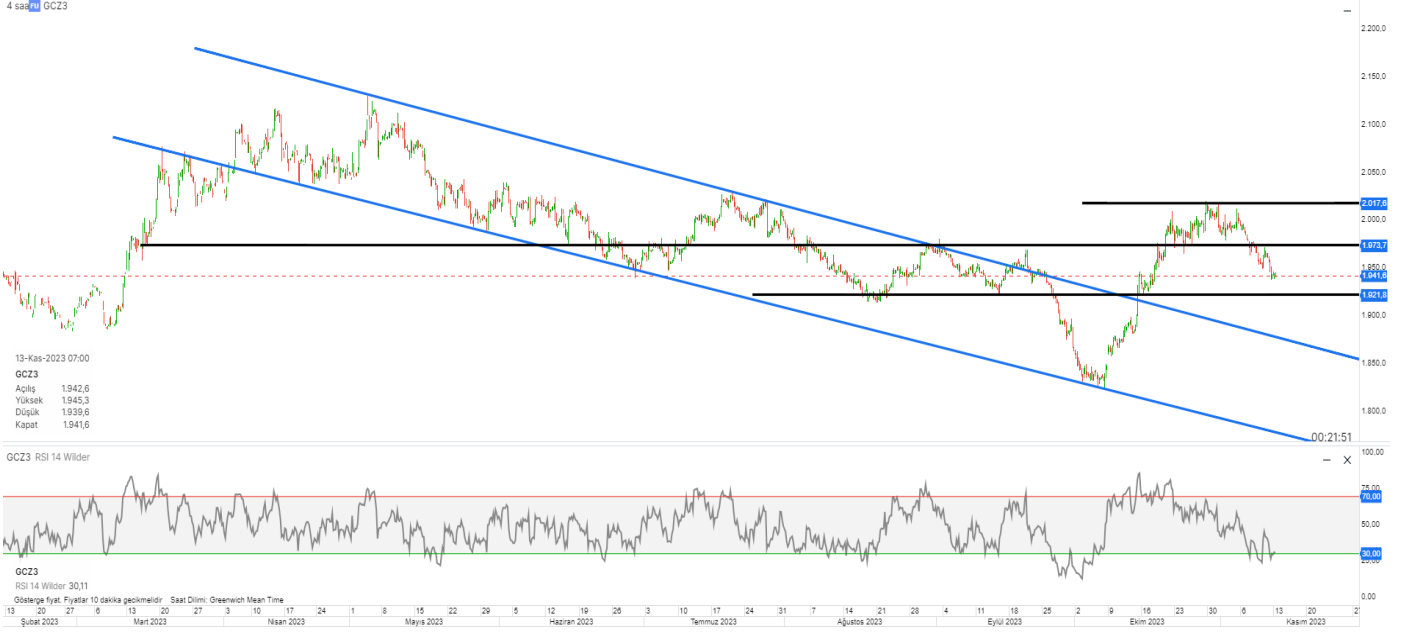 4 saa FU GCZ3
2.200,0
2.150,0
2.100,0
2.050,0
2.017,6
2.000,0
1.973,7
1.950,0
1.941,6
1.921,8
1.900,0
1.850,0
1.800,0
13-Kas-2023 07:00
GCZ3
Açılış 1.942,6
Yüksek 1.945,3
Düşük 1.939,6
Kapat 1.941,6
00:21:51
GCZ3 RSI 14 Wilder
100,00
75,00
70,00
50,00
30,00
25,00
0,00
GCZ3
RSI 14 Wilder 30,11
Gösterge fiyat. Fiyatlar 10 dakika gecikmelidir Saat Dilimi: Greenwich Mean Time
13 20 27 6 13 20 27 3 10 17 24 1 8 15 22 29 5 12 19 26 3 10 17 24 31 7 14 21 28 4 11 18 25 2 9 16 23 30 6 13 20
Şubat 2023 Mart 2023 Nisan 2023 Mayıs 2023 Haziran 2023 Temmuz 2023 Ağustos 2023 Eylül 2023 Ekim 2023 Kasım 2023